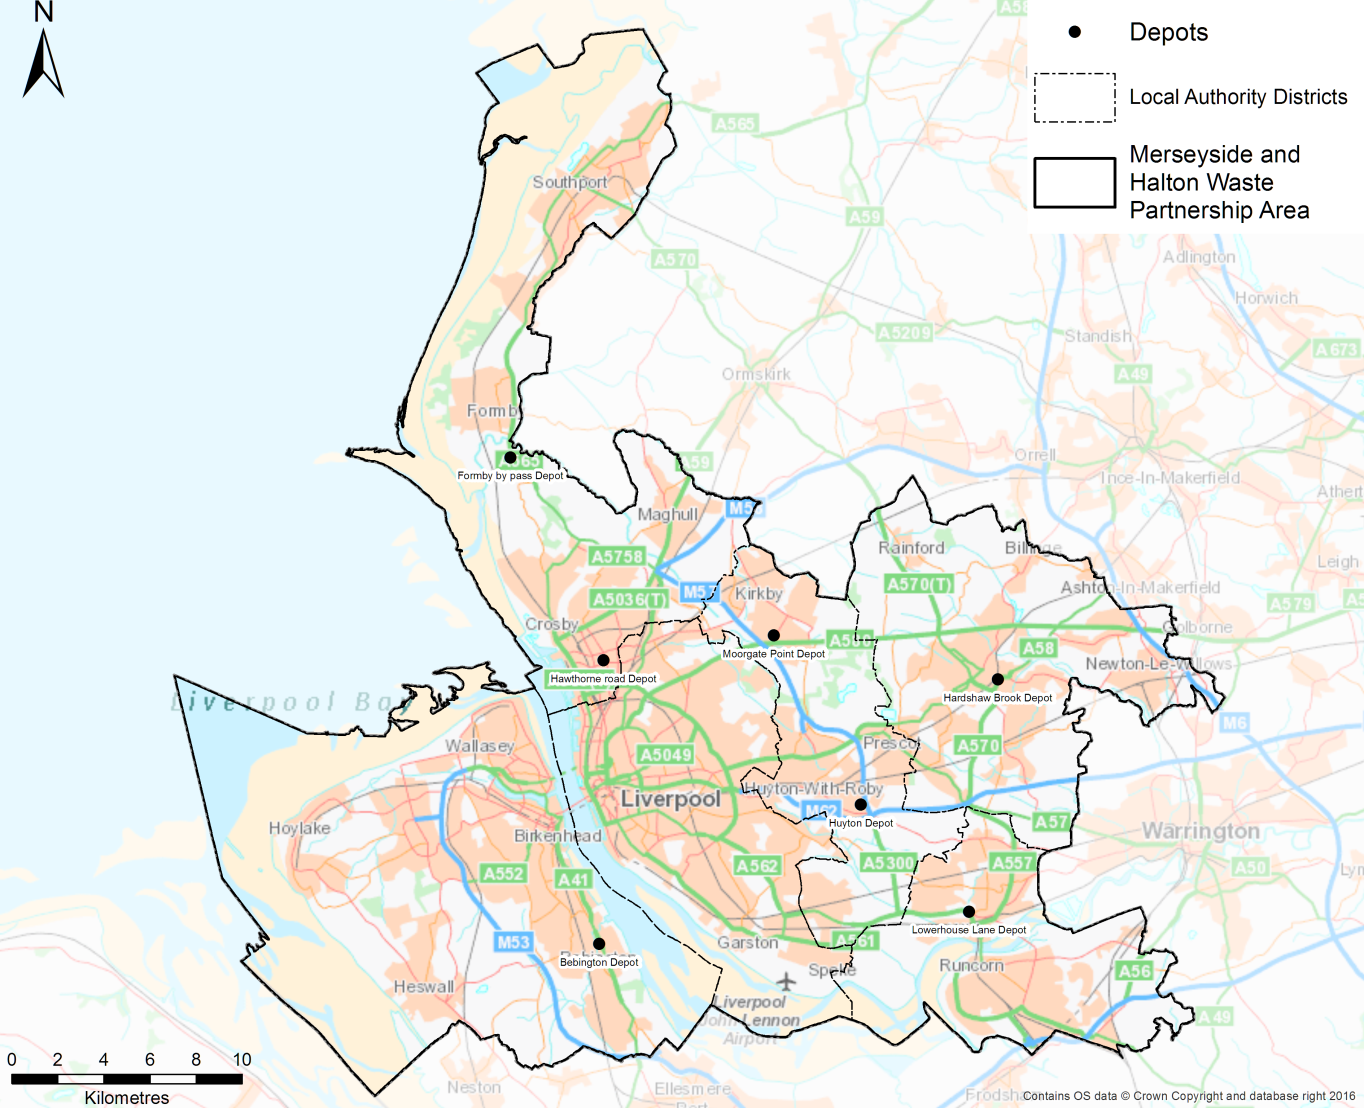 N
Depots
Local Authority Districts
Merseyside and
Halton Waste
Partnership Area
A565
A59
Southport
A570
Adlington
Horwich
A5209
Standish
A673
Ormskirk
A49
Formb
A565
Formby by pass Depot
A59
Orrell
Ince-In-Makerfield
Maghull
Rainford
A5758
Leigh
A570(T)
M57
Kirkby
A5036(T)
Ashton-In-Makerfield
A579
Crosby
Golborne
Moorgate Point Depot
A580
A58
Hawthorne road Depot
Newton-Le-Willows
Hardshaw Brook Depot
Liverpool Bay
M6
Wallasey
A5049
Presco
A570
Huyton-With-Roby
Liverpool
M62
Huyton Depot
A57
Hoylake
Birkenhead
Warrington
A552
A41
A562
A5300
A557
A50
Lowerhouse Lane Depot
M53
Garston
A561
Bebington Depot
Speke
Runcorn
A56
Heswall
Liverpool
John Lennon
Airport
A49
0 2 4 6 8 10
Kilometres
Neston
Ellesmere
Contains OS data © Crown Copyright and database right 2016